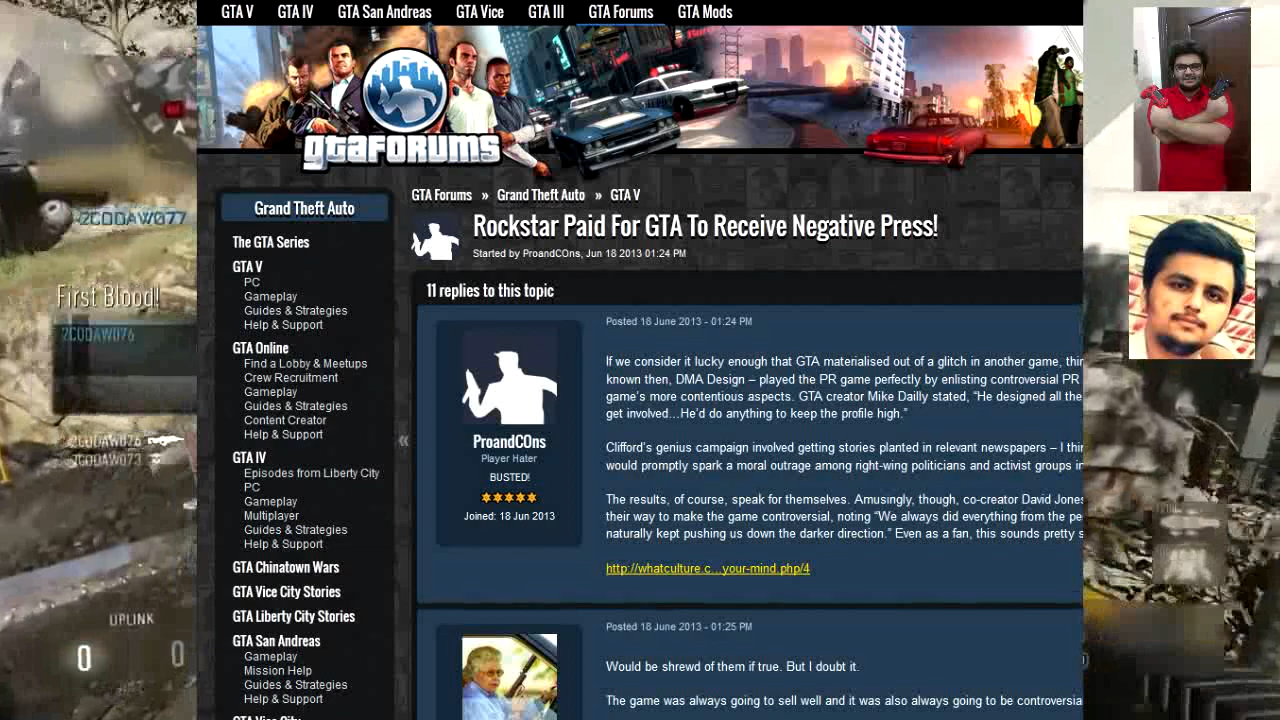 GTA V GTA IV GTA San Andreas GTA Vice GTA III GTA Forums GTA Mods
gtaFORUMS
Grand Theft Auto
The GTA Series
GTA V
PC
Gameplay
Guides & Strategies
Help & Support
GTA Online
Find a Lobby & Meetups
Crew Recruitment
Gameplay
Guides & Strategies
Content Creator
Help & Support
GTA IV
Episodes from Liberty City
PC
Gameplay
Multiplayer
Guides & Strategies
Help & Support
GTA Chinatown Wars
GTA Vice City Stories
GTA Liberty City Stories
GTA San Andreas
Gameplay
Mission Help
Guides & Strategies
Help & Support
GTA Vice City
GTA Forums » Grand Theft Auto » GTA V
Rockstar Paid For GTA To Receive Negative Press!
Started by ProandCOns, Jun 18 2013 01:24 PM
11 replies to this topic
ProandCOns
Player Hater
BUSTED!
Joined: 18 Jun 2013
Posted 18 June 2013 - 01:24 PM
If we consider it lucky enough that GTA materialised out of a glitch in another game,
known then, DMA Design – played the PR game perfectly by enlisting controversial PR
game's more contentious aspects. GTA creator Mike Dailly stated, “He designed all the
get involved…He'd do anything to keep the profile high.”
Clifford's genius campaign involved getting stories planted in relevant newspapers – I
would promptly spark a moral outrage among right-wing politicians and activist groups
The results, of course, speak for themselves. Amusingly, though, co-creator David
their way to make the game controversial, noting “We always did everything from the
naturally kept pushing us down the darker direction.” Even as a fan, this sounds pretty
http://whatculture.c...your-mind.php/4
Posted 18 June 2013 - 01:25 PM
Would be shrewd of them if true. But I doubt it.
The game was always going to sell well and it was also always going to be
2CODAW077
First Blood!
2CODAW076
2CODAW076
2CODAW073
UPLINK
0 0